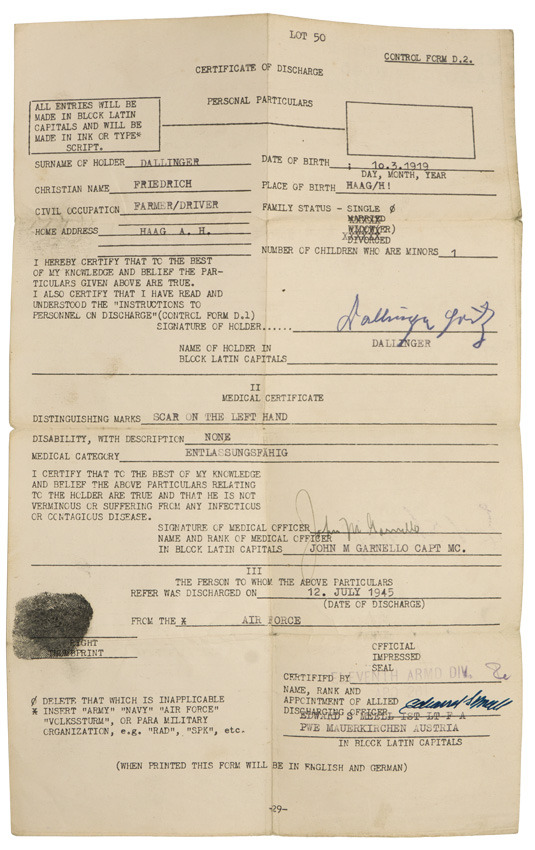 LOT 50
CONTROL FORM D.2.
CERTIFICATE OF DISCHARGE
PERSONAL PARTICULARS
ALL ENTRIES WILL BE
MADE IN BLOCK LATIN
CAPITALS AND WILL BE
MADE IN INK OR TYPE"
SCRIPT.
SURNAME OF HOLDER DALLINGER
DATE OF BIRTH : 10.3.1919
DAY, MONTH, YEAR
CHRISTIAN NAME FRIEDRICH
PLACE OF BIRTH HAAG/H!
CIVIL OCCUPATION FARMER/DRIVER
FAMILY STATUS - SINGLE Ø
MARRIED
WIDOW(ER)
DIVORCED
HOME ADDRESS HAAG A. H.
NUMBER OF CHILDREN WHO ARE MINORS 1
I HEREBY CERTIFY THAT TO THE BEST
OF MY KNOWLEDGE AND BELIEF THE PAR-
TICULARS GIVEN ABOVE ARE TRUE.
I ALSO CERTIFY THAT I HAVE READ AND
UNDERSTOOD THE "INSTRUCTIONS TO
PERSONNEL ON DISCHARGE"(CONTROL FORM D.1)
SIGNATURE OF HOLDER...... Dallinger Fritz
NAME OF HOLDER IN
BLOCK LATIN CAPITALS DALLINGER
II
MEDICAL CERTIFICATE
DISTINGUISHING MARKS SCAR ON THE LEFT HAND
DISABILITY, WITH DESCRIPTION NONE
MEDICAL CATEGORY ENTLASSUNGSFÄHIG
I CERTIFY THAT TO THE BEST OF MY KNOWLEDGE
AND BELIEF THE ABOVE PARTICULARS RELATING
TO THE HOLDER ARE TRUE AND THAT HE IS NOT
VERMINOUS OR SUFFERING FROM ANY INFECTIOUS
OR CONTAGIOUS DISEASE.
SIGNATURE OF MEDICAL OFFICER John M Garnello
NAME AND RANK OF MEDICAL OFFICER
IN BLOCK LATIN CAPITALS JOHN M GARNELLO CAPT MC.
III
THE PERSON TO WHOM THE ABOVE PARTICULARS
REFER WAS DISCHARGED ON 12. JULY 1945
(DATE OF DISCHARGE)
FROM THE * AIR FORCE
RIGHT
THUMBPRINT
OFFICIAL
IMPRESSED
SEAL
CERTIFIED BY SEVENTH ARMD DIV.
NAME, RANK AND
APPOINTMENT OF ALLIED
DISCHARGING OFFICER
EDWARD S 1ST LT F A
PWE MAUERKIRCHEN AUSTRIA
IN BLOCK LATIN CAPITALS
Ø DELETE THAT WHICH IS INAPPLICABLE
* INSERT "ARMY" "NAVY" "AIR FORCE"
"VOLKSSTURM", OR PARA MILITARY
ORGANIZATION, e.g. "RAD", "SPK", etc.
(WHEN PRINTED THIS FORM WILL BE IN ENGLISH AND GERMAN)
-29-